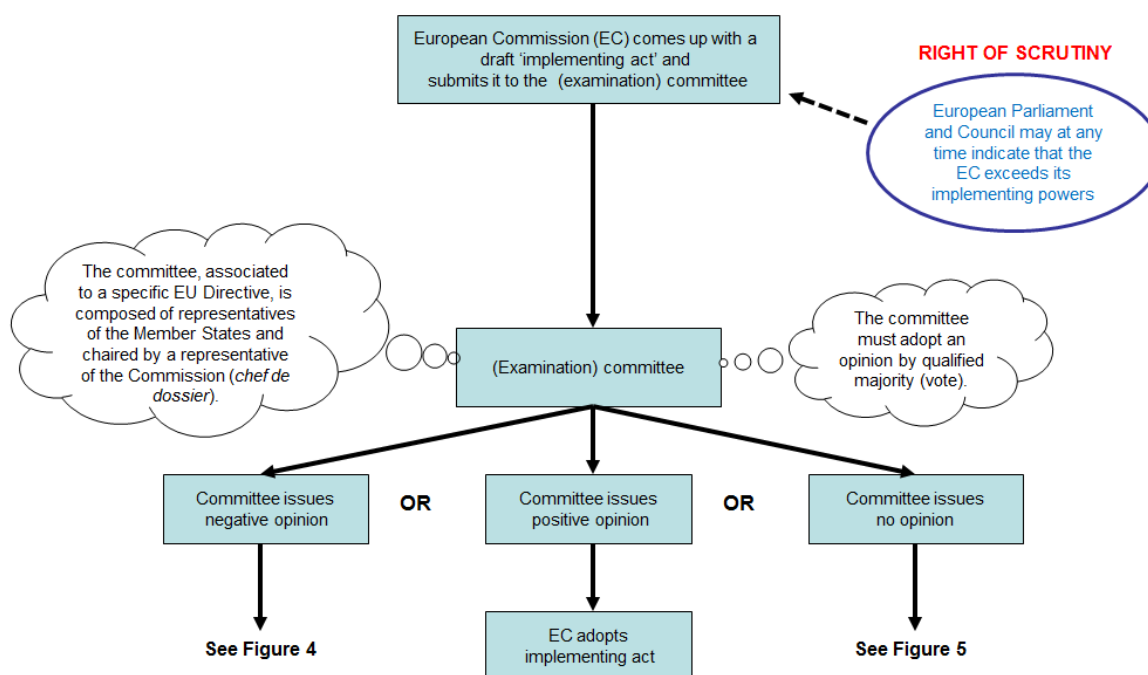 European Commission (EC) comes up with a
draft 'implementing act' and
submits it to the (examination) committee
RIGHT OF SCRUTINY
European Parliament
and Council may at any
time indicate that the
EC exceeds its
implementing powers
The committee, associated
to a specific EU Directive, is
composed of representatives
of the Member States and
chaired by a representative
of the Commission (chef de
dossier).
(Examination) committee
The committee
must adopt an
opinion by qualified
majority (vote).
Committee issues
negative opinion
OR
Committee issues
positive opinion
OR
Committee issues
no opinion
See Figure 4
EC adopts
implementing act
See Figure 5